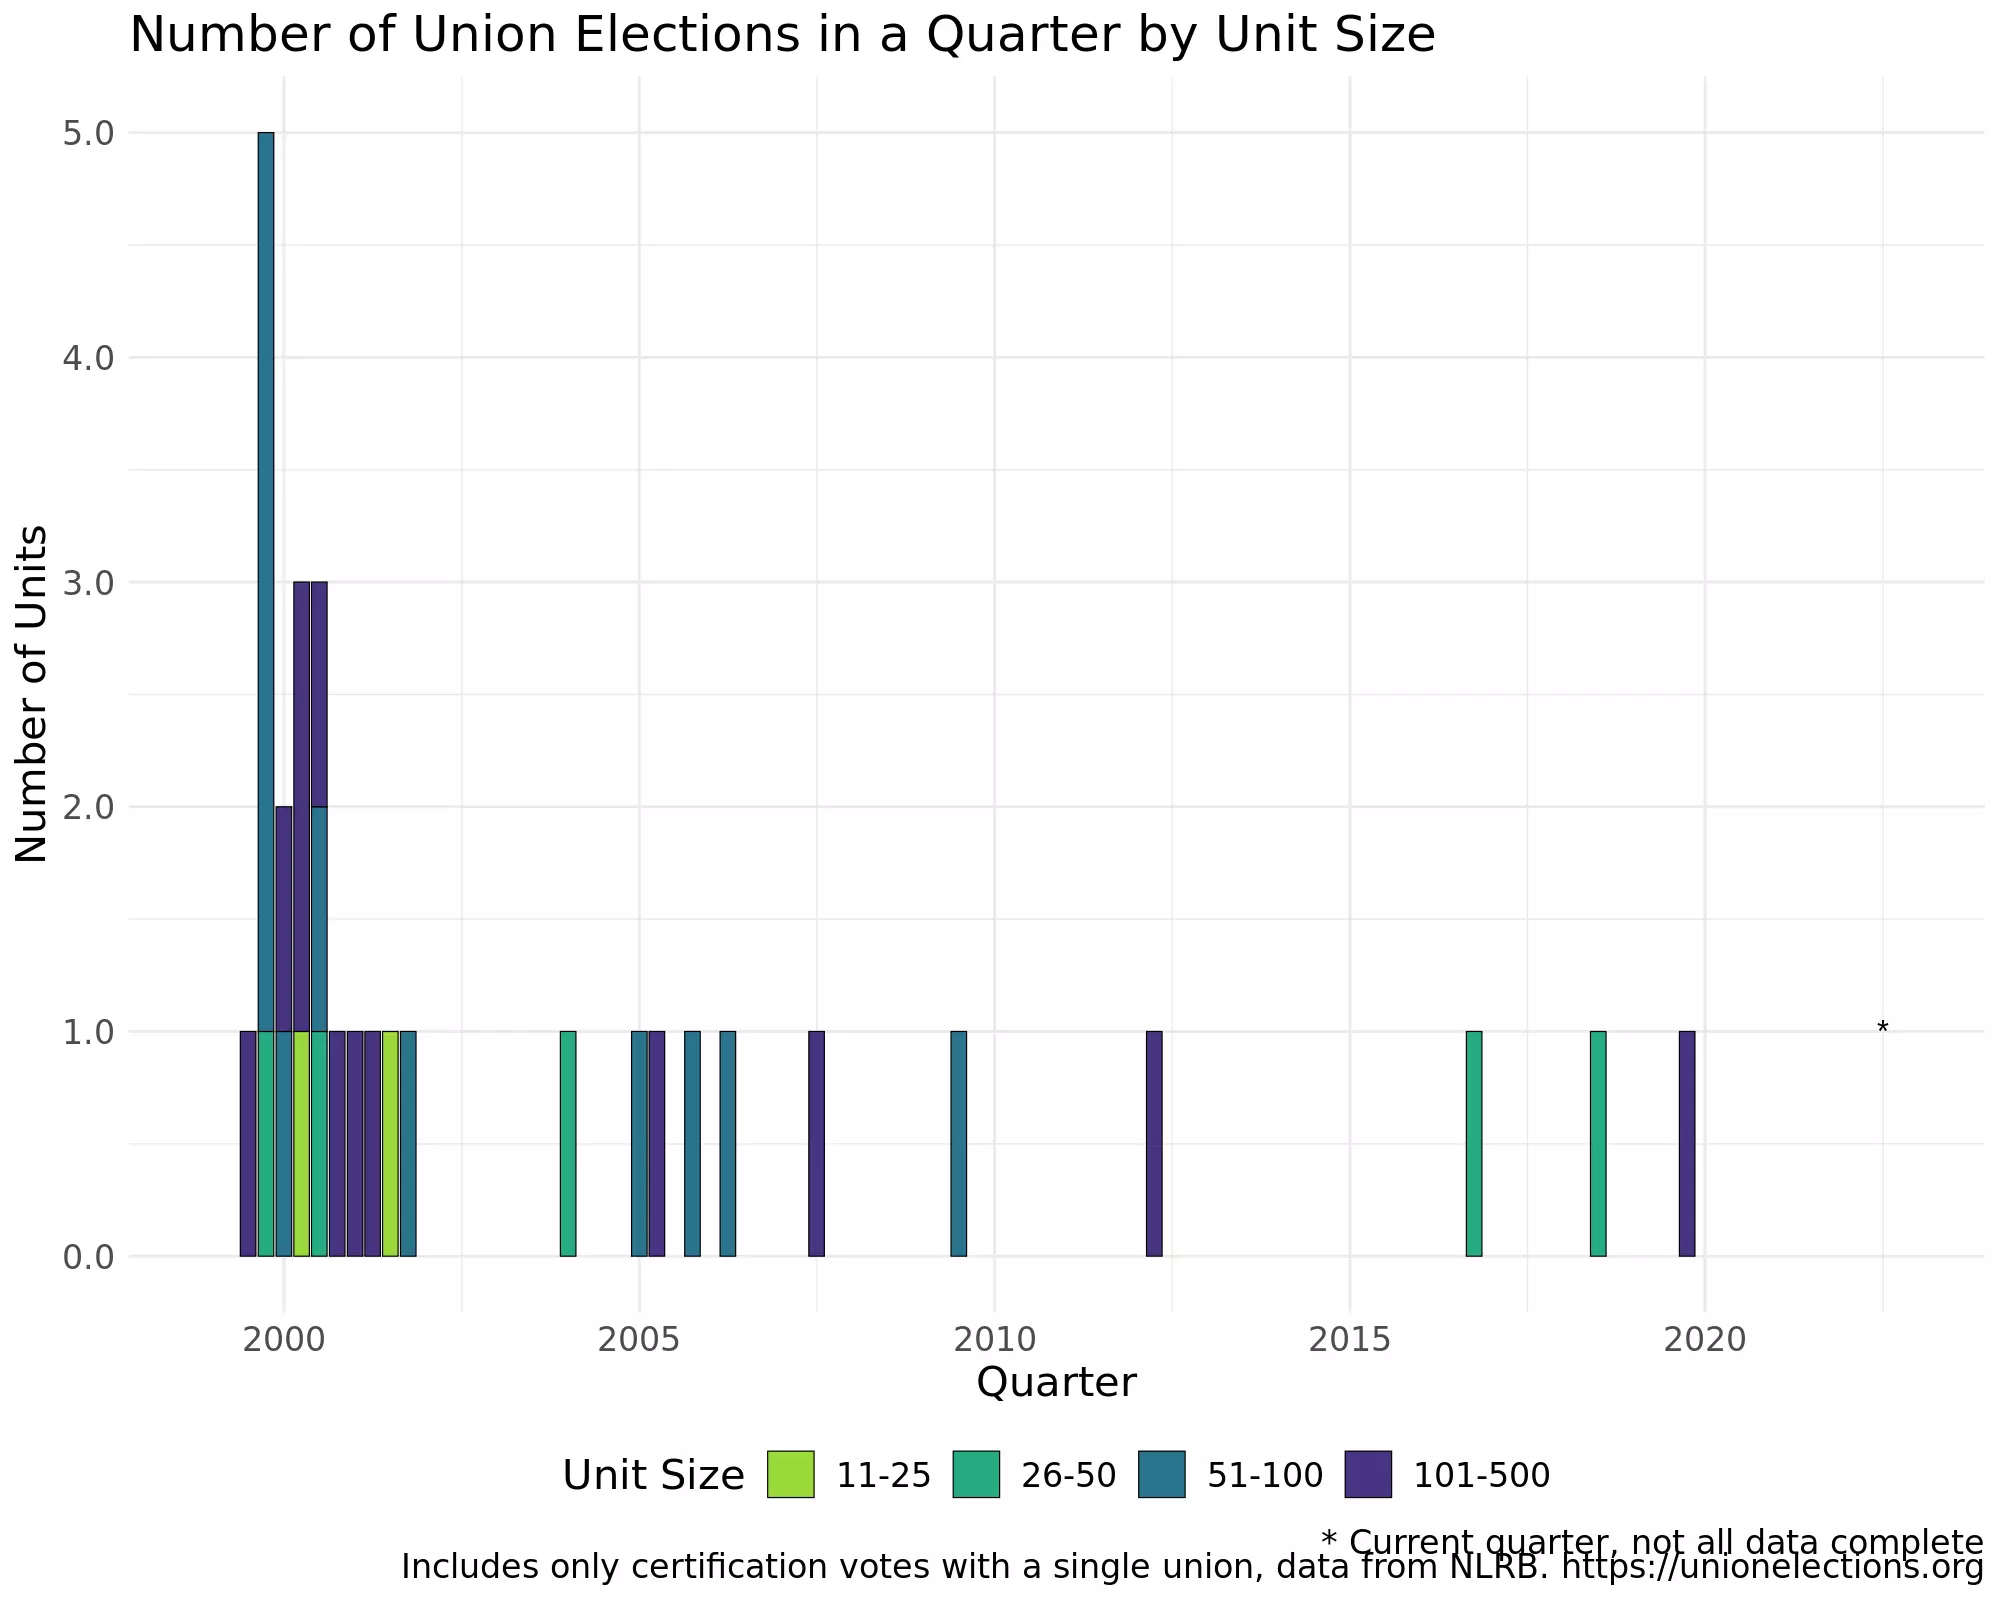 Number of Union Elections in a Quarter by Unit Size
Number of Units
5.0
4.0
3.0
2.0
1.0
0.0
*
2000 2005 2010 2015 2020
Quarter
Unit Size 11-25 26-50 51-100 101-500
* Current quarter, not all data complete
Includes only certification votes with a single union, data from NLRB. https://unionelections.org